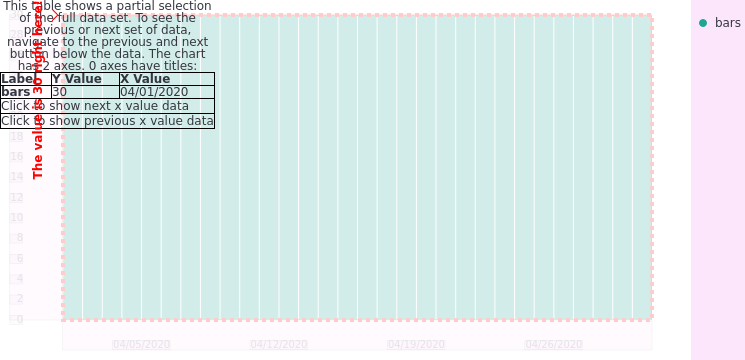 This table shows a partial selection
of the full data set. To see the
previous or next set of data,
navigate to the previous and next
button below the data. The chart
has 2 axes. 0 axes have titles:
Label Y Value X Value
bars 30 04/01/2020
Click to show next x value data
Click to show previous x value data
The value is 30 right here!
18
16
14
12
10
8
6
4
2
0
04/05/2020 04/12/2020 04/19/2020 04/26/2020
bars